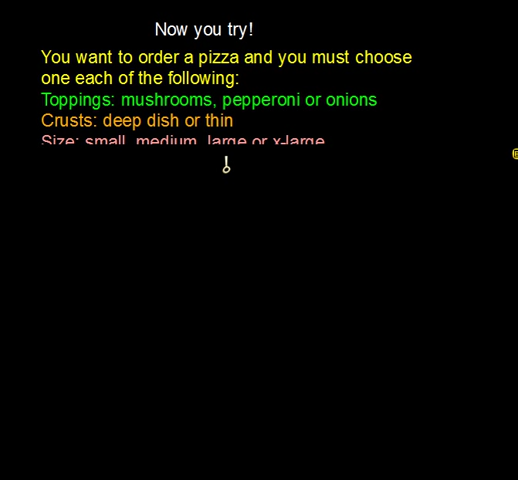 Now you try!
You want to order a pizza and you must choose
one each of the following:
Toppings: mushrooms, pepperoni or onions
Crusts: deep dish or thin
Size: small, medium, large or x-large